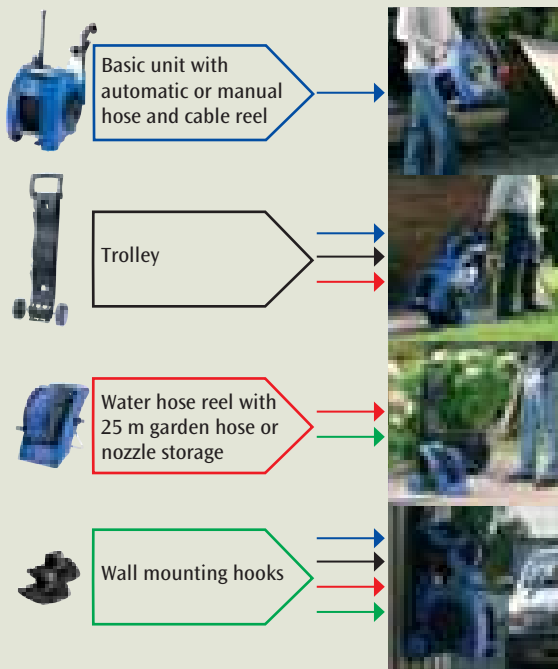 Basic unit with
automatic or manual
hose and cable reel
Trolley
Water hose reel with
25 m garden hose or
nozzle storage
Wall mounting hooks